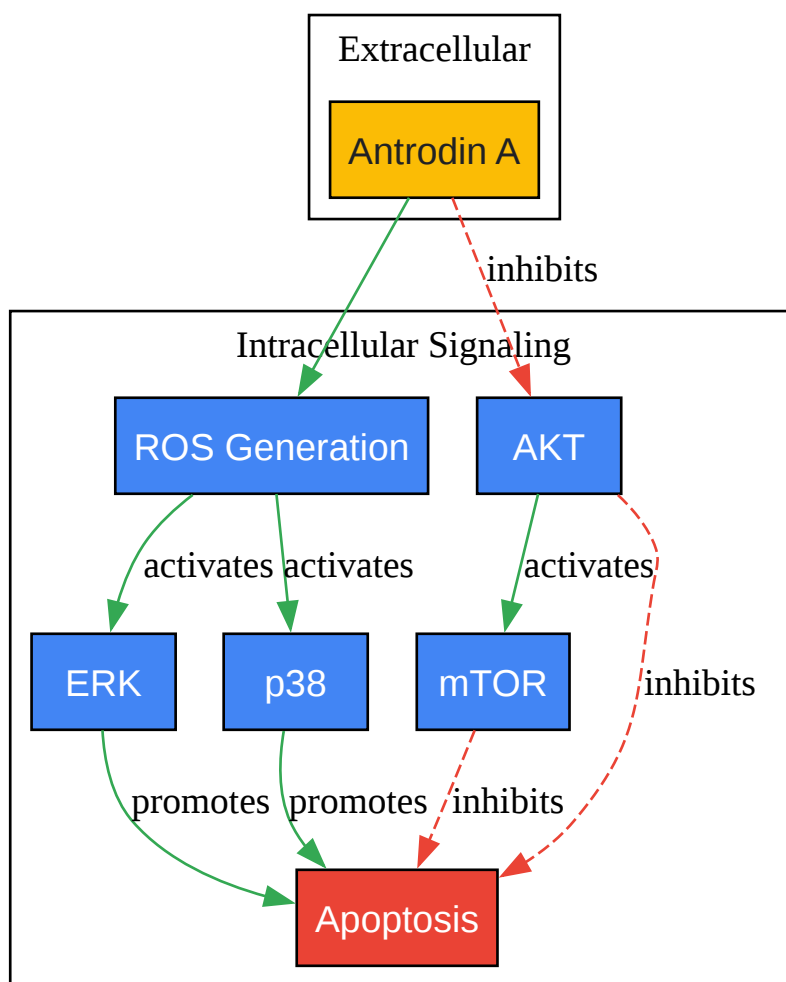 Extracellular
Antrodin A
inhibits
Intracellular Signaling
ROS Generation
AKT
activates
activates
activates
ERK
p38
mTOR
inhibits
promotes
promotes
inhibits
Apoptosis